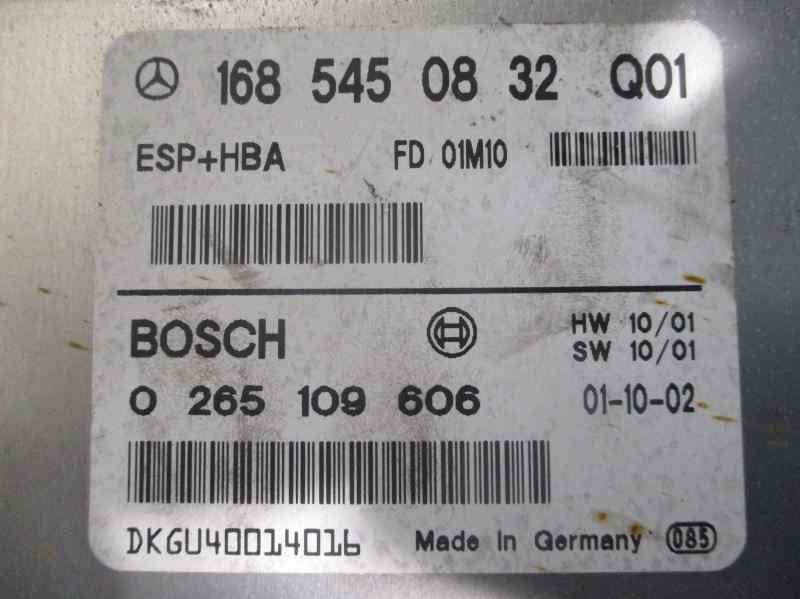 168 545 08 32 Q01
ESP+HBA FD 01M10
BOSCH HW 10/01
SW 10/01
0 265 109 606 01-10-02
DKGU40014016 Made In Germany 085